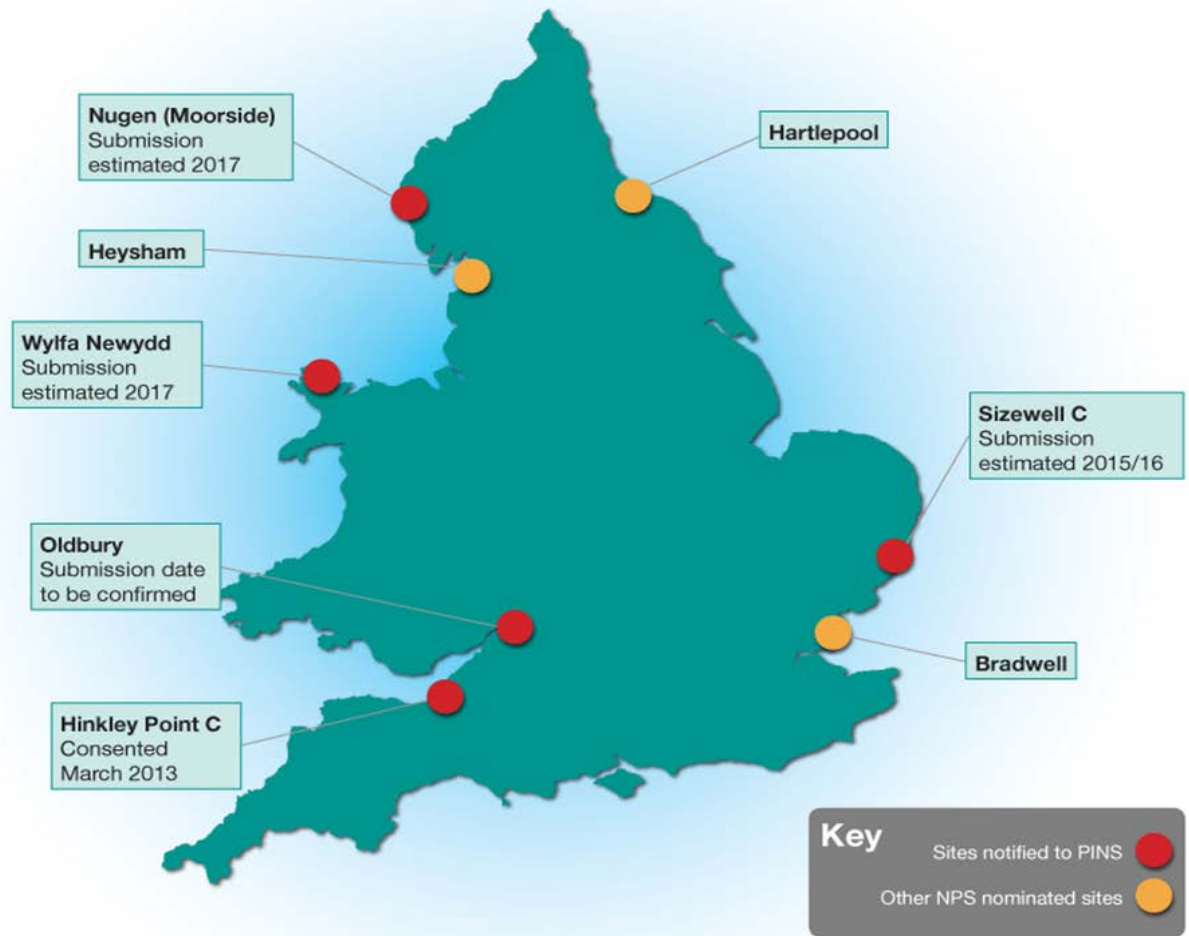 Nugen (Moorside)
Submission
estimated 2017
Hartlepool
Heysham
Wylfa Newydd
Submission
estimated 2017
Sizewell C
Submission
estimated 2015/16
Oldbury
Submission date
to be confirmed
Bradwell
Hinkley Point C
Consented
March 2013
Key
Sites notified to PINS
Other NPS nominated sites